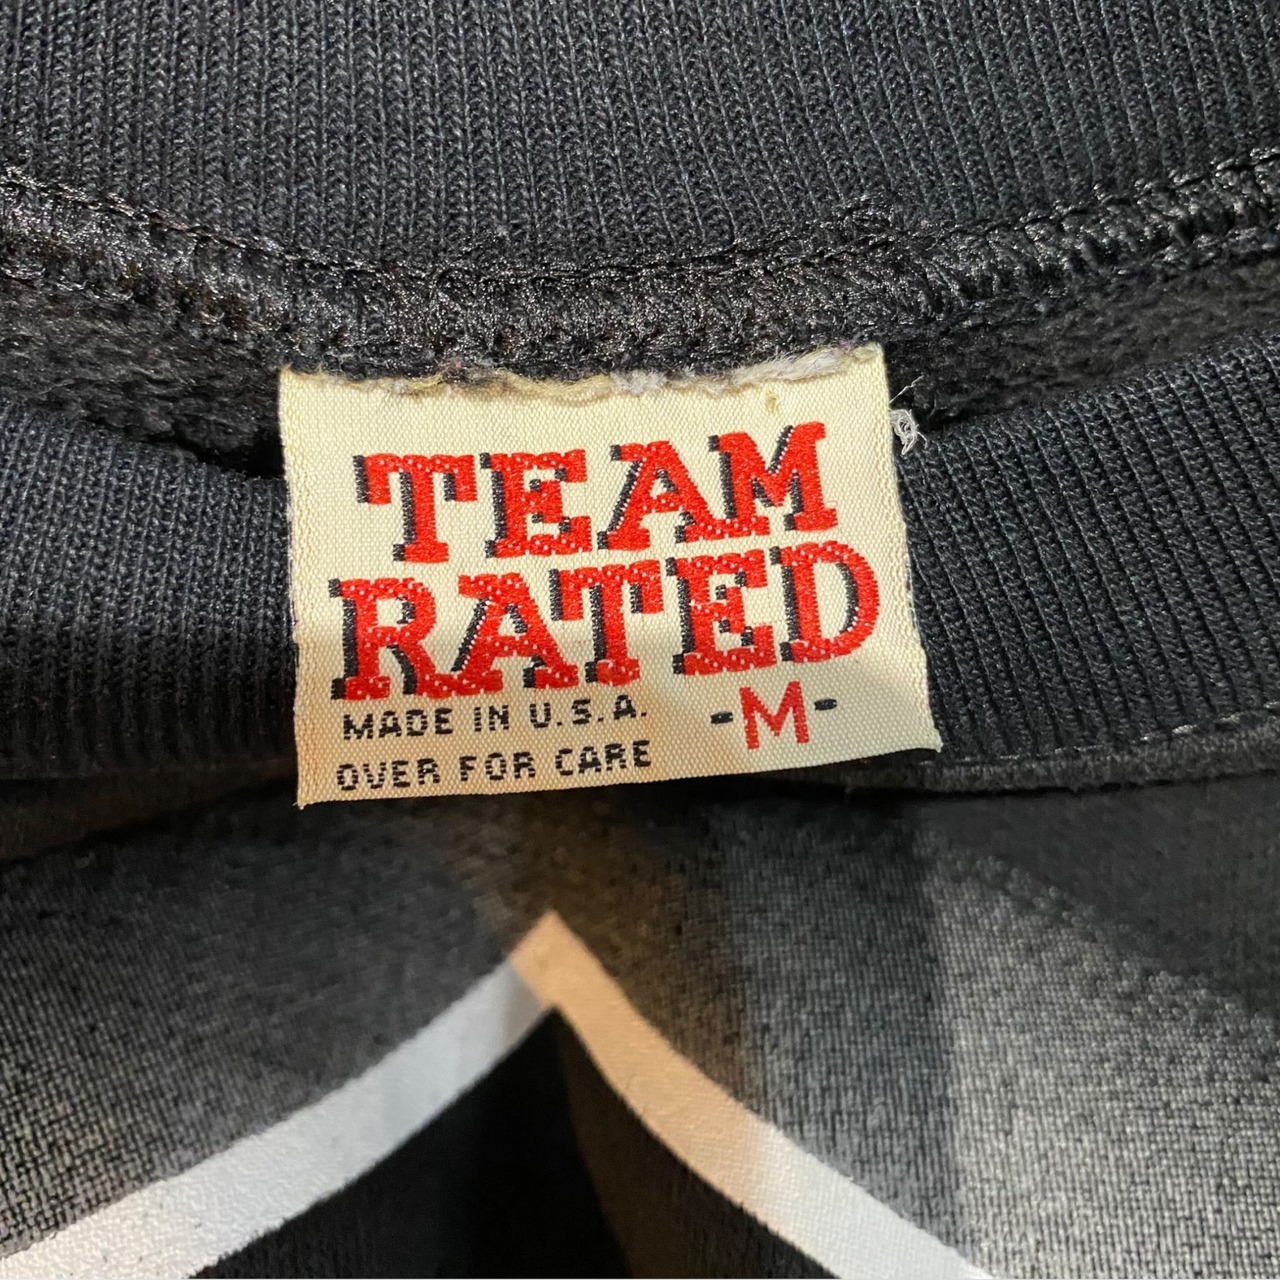 TEAM
RATED
MADE IN U.S.A. -M-
OVER FOR CARE